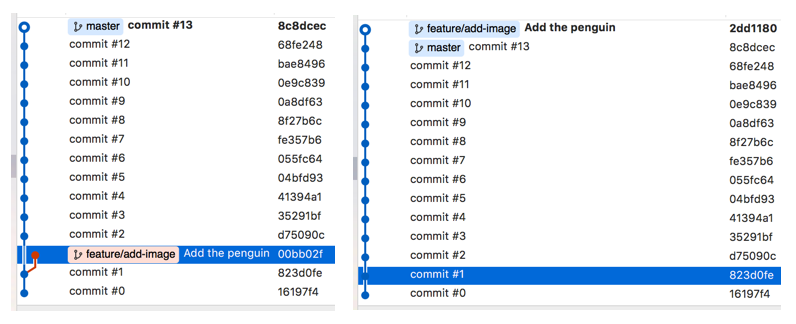 master commit #13 8c8dcec
commit #12 68fe248
commit #11 bae8496
commit #10 0e9c839
commit #9 0a8df63
commit #8 8f27b6c
commit #7 fe357b6
commit #6 055fc64
commit #5 04bfd93
commit #4 41394a1
commit #3 35291bf
commit #2 d75090c
feature/add-image Add the penguin 00bb02f
commit #1 823d0fe
commit #0 16197f4
feature/add-image Add the penguin 2dd1180
master commit #13 8c8dcec
commit #12 68fe248
commit #11 bae8496
commit #10 0e9c839
commit #9 0a8df63
commit #8 8f27b6c
commit #7 fe357b6
commit #6 055fc64
commit #5 04bfd93
commit #4 41394a1
commit #3 35291bf
commit #2 d75090c
commit #1 823d0fe
commit #0 16197f4